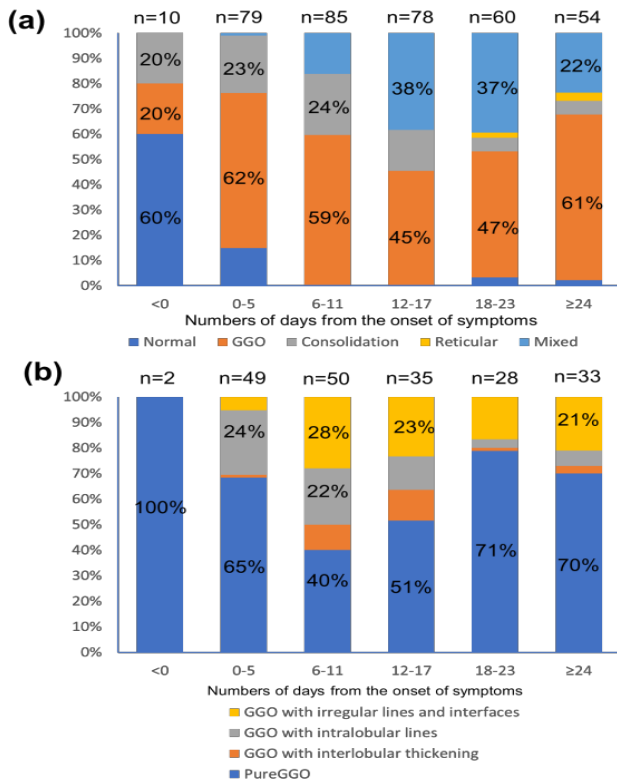 (a)
n=10 n=79 n=85 n=78 n=60 n=54
100%
90%
80%
70%
60%
50%
40%
30%
20%
10%
0%
20% 23% 24% 38% 37% 22%
20% 62% 59% 45% 47% 61%
60%
<0 0-5 6-11 12-17 18-23 ≥24
Numbers of days from the onset of symptoms
Normal GGO Consolidation Reticular Mixed
(b)
n=2 n=49 n=50 n=35 n=28 n=33
100%
90%
80%
70%
60%
50%
40%
30%
20%
10%
0%
24% 28% 23% 21%
22%
100% 65% 40% 51% 71% 70%
<0 0-5 6-11 12-17 18-23 ≥24
Numbers of days from the onset of symptoms
GGO with irregular lines and interfaces
GGO with intralobular lines
GGO with interlobular thickening
PureGGO